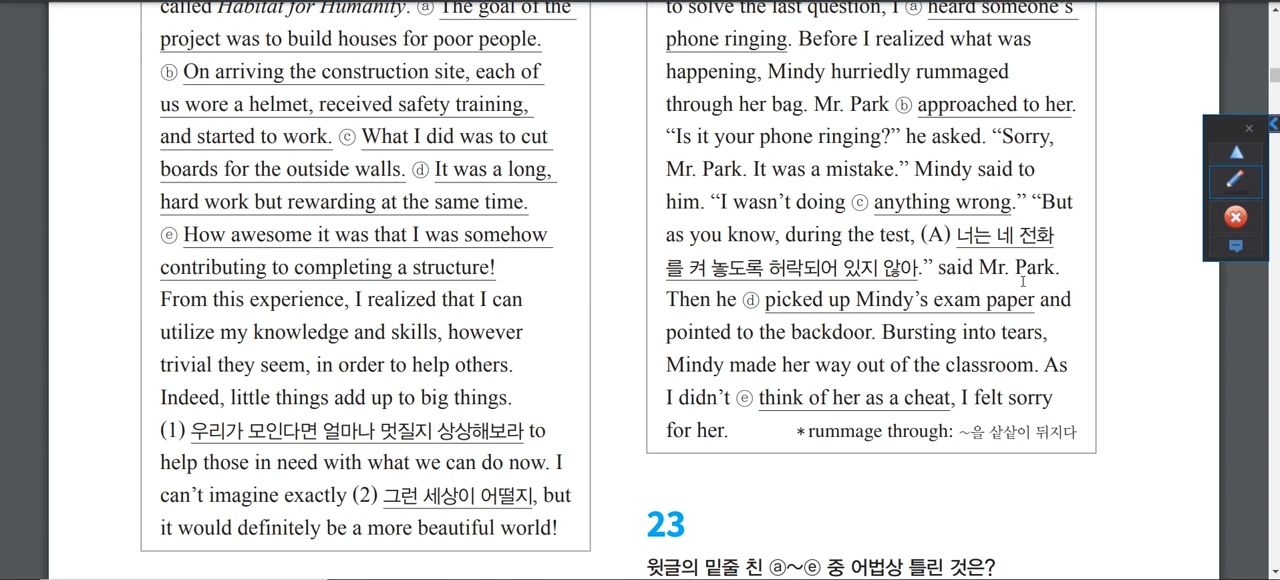 called Habitat for Humanity. ⓐ The goal of the
project was to build houses for poor people.
ⓑ On arriving the construction site, each of
us wore a helmet, received safety training,
and started to work. ⓒ What I did was to cut
boards for the outside walls. ⓓ It was a long,
hard work but rewarding at the same time.
ⓔ How awesome it was that I was somehow
contributing to completing a structure!
From this experience, I realized that I can
utilize my knowledge and skills, however
trivial they seem, in order to help others.
Indeed, little things add up to big things.
(1) 우리가 모인다면 얼마나 멋질지 상상해보라 to
help those in need with what we can do now. I
can’t imagine exactly (2) 그런 세상이 어떨지, but
it would definitely be a more beautiful world!
to solve the last question, I ⓐ heard someone’s
phone ringing. Before I realized what was
happening, Mindy hurriedly rummaged
through her bag. Mr. Park ⓑ approached to her.
“Is it your phone ringing?” he asked. “Sorry,
Mr. Park. It was a mistake.” Mindy said to
him. “I wasn’t doing ⓒ anything wrong.” “But
as you know, during the test, (A) 너는 네 전화
를 켜 놓도록 허락되어 있지 않아.” said Mr. Park.
Then he ⓓ picked up Mindy’s exam paper and
pointed to the backdoor. Bursting into tears,
Mindy made her way out of the classroom. As
I didn’t ⓔ think of her as a cheat, I felt sorry
for her. *rummage through: ~을 샅샅이 뒤지다
23
윗글의 밑줄 친 ⓐ~ⓔ 중 어법상 틀린 것은?